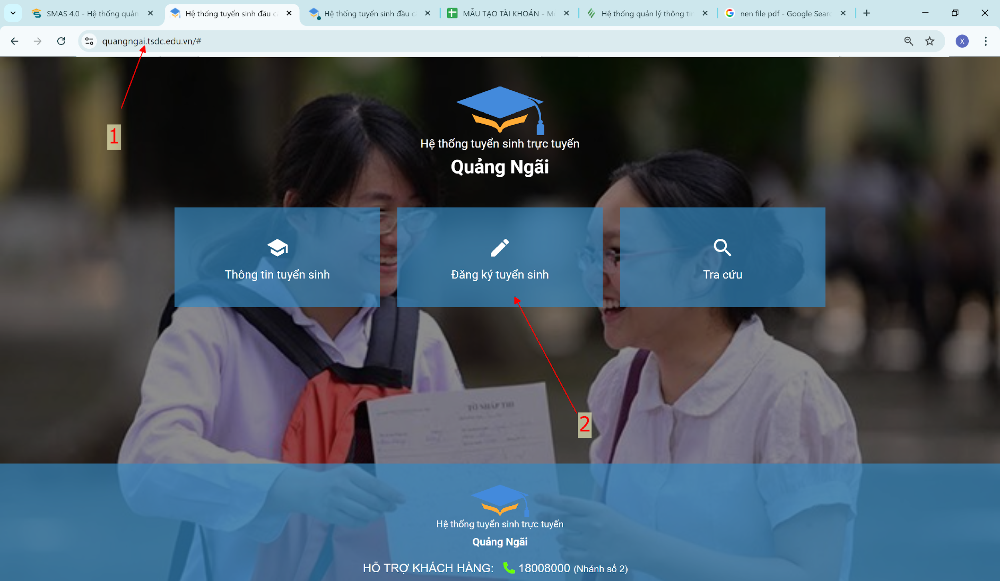 SMAS 4.0 - Hệ thống quản
Hệ thống tuyển sinh đầu c
Hệ thống tuyển sinh đầu c
MẪU TẠO TÀI KHOẢN - M
Hệ thống quản lý thông tin
nen file pdf - Google Sear
quangngai.tsdc.edu.vn/#
X
1
Hệ thống tuyển sinh trực tuyến
Quảng Ngãi
Thông tin tuyển sinh
Đăng ký tuyển sinh
Tra cứu
TỜ NHÁP THI
2
Hệ thống tuyển sinh trực tuyến
Quảng Ngãi
HỖ TRỢ KHÁCH HÀNG: 18008000 (Nhánh số 2)